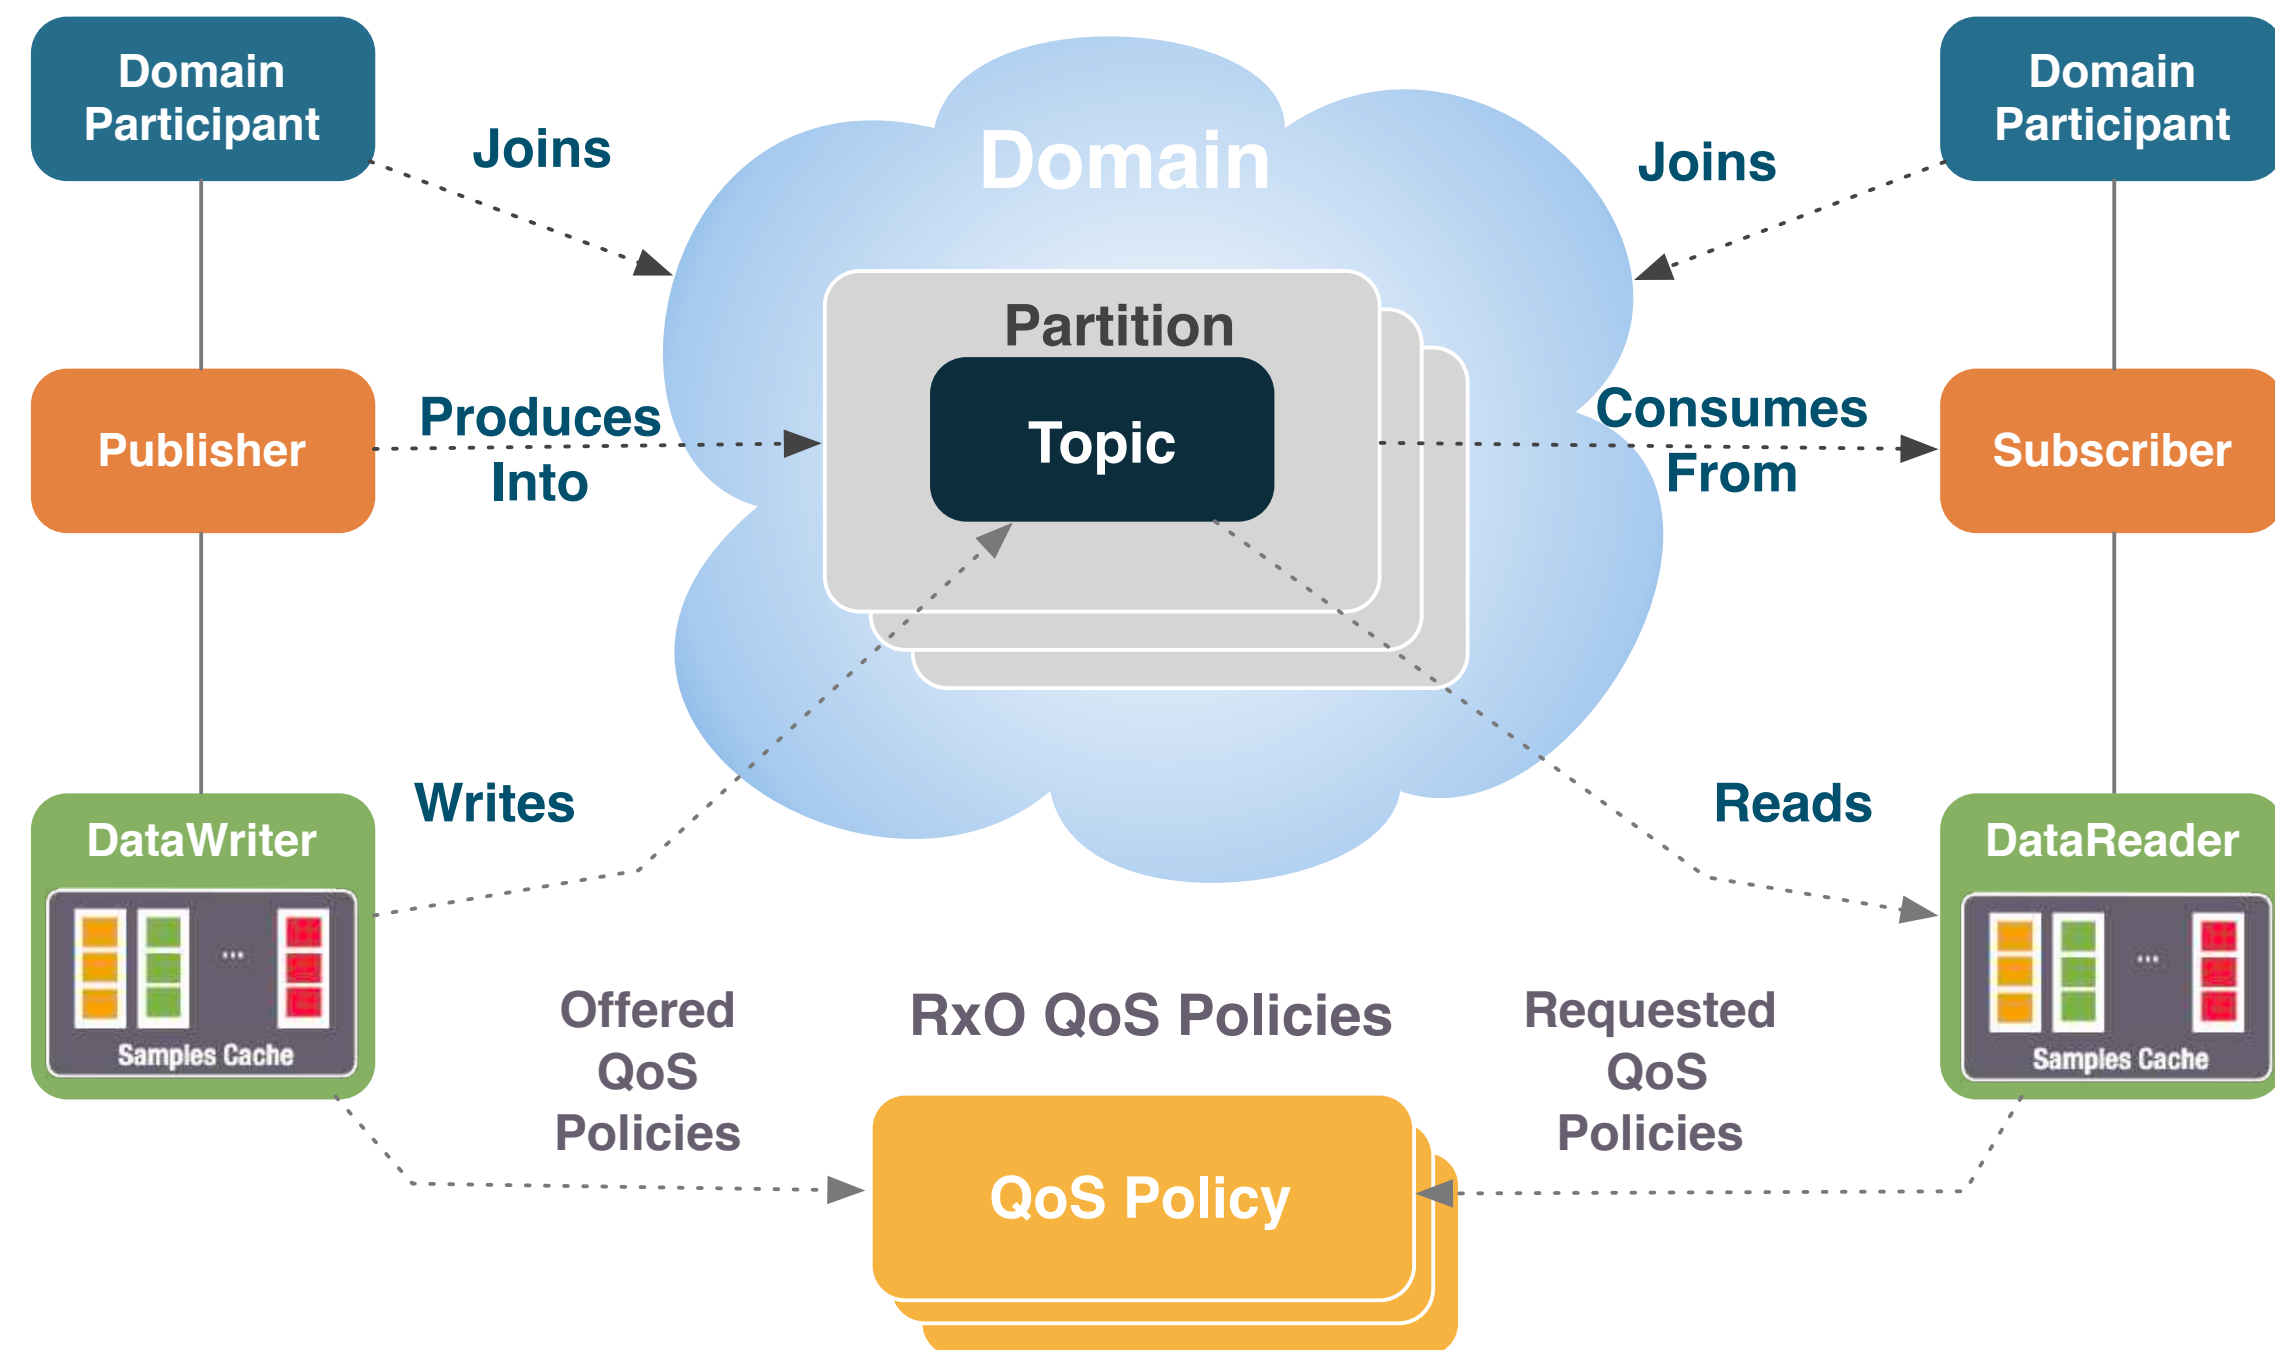 Domain
Participant
Joins
Domain
Joins
Domain
Participant
Partition
Publisher
Produces
Into
Topic
Consumes
From
Subscriber
Writes
Reads
DataWriter
...
Samples Cache
DataReader
...
Samples Cache
Offered
QoS
Policies
RxO QoS Policies
Requested
QoS
Policies
QoS Policy